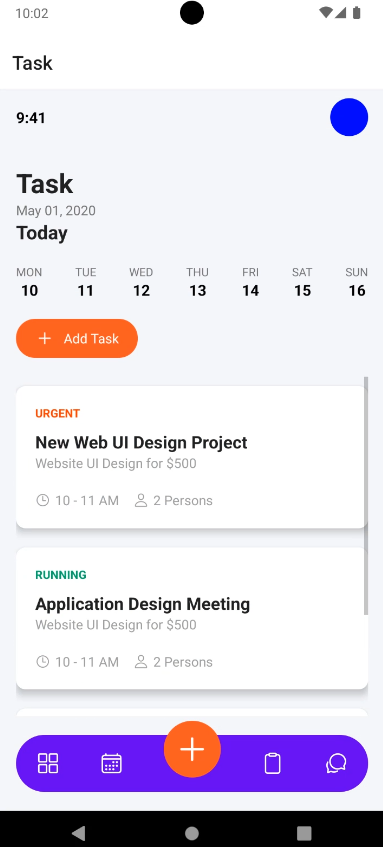 10:02
Task
9:41
Task
May 01, 2020
Today
MON TUE WED THU FRI SAT SUN
10 11 12 13 14 15 16
Add Task
URGENT
New Web UI Design Project
Website UI Design for $500
10 - 11 AM 2 Persons
RUNNING
Application Design Meeting
Website UI Design for $500
10 - 11 AM 2 Persons